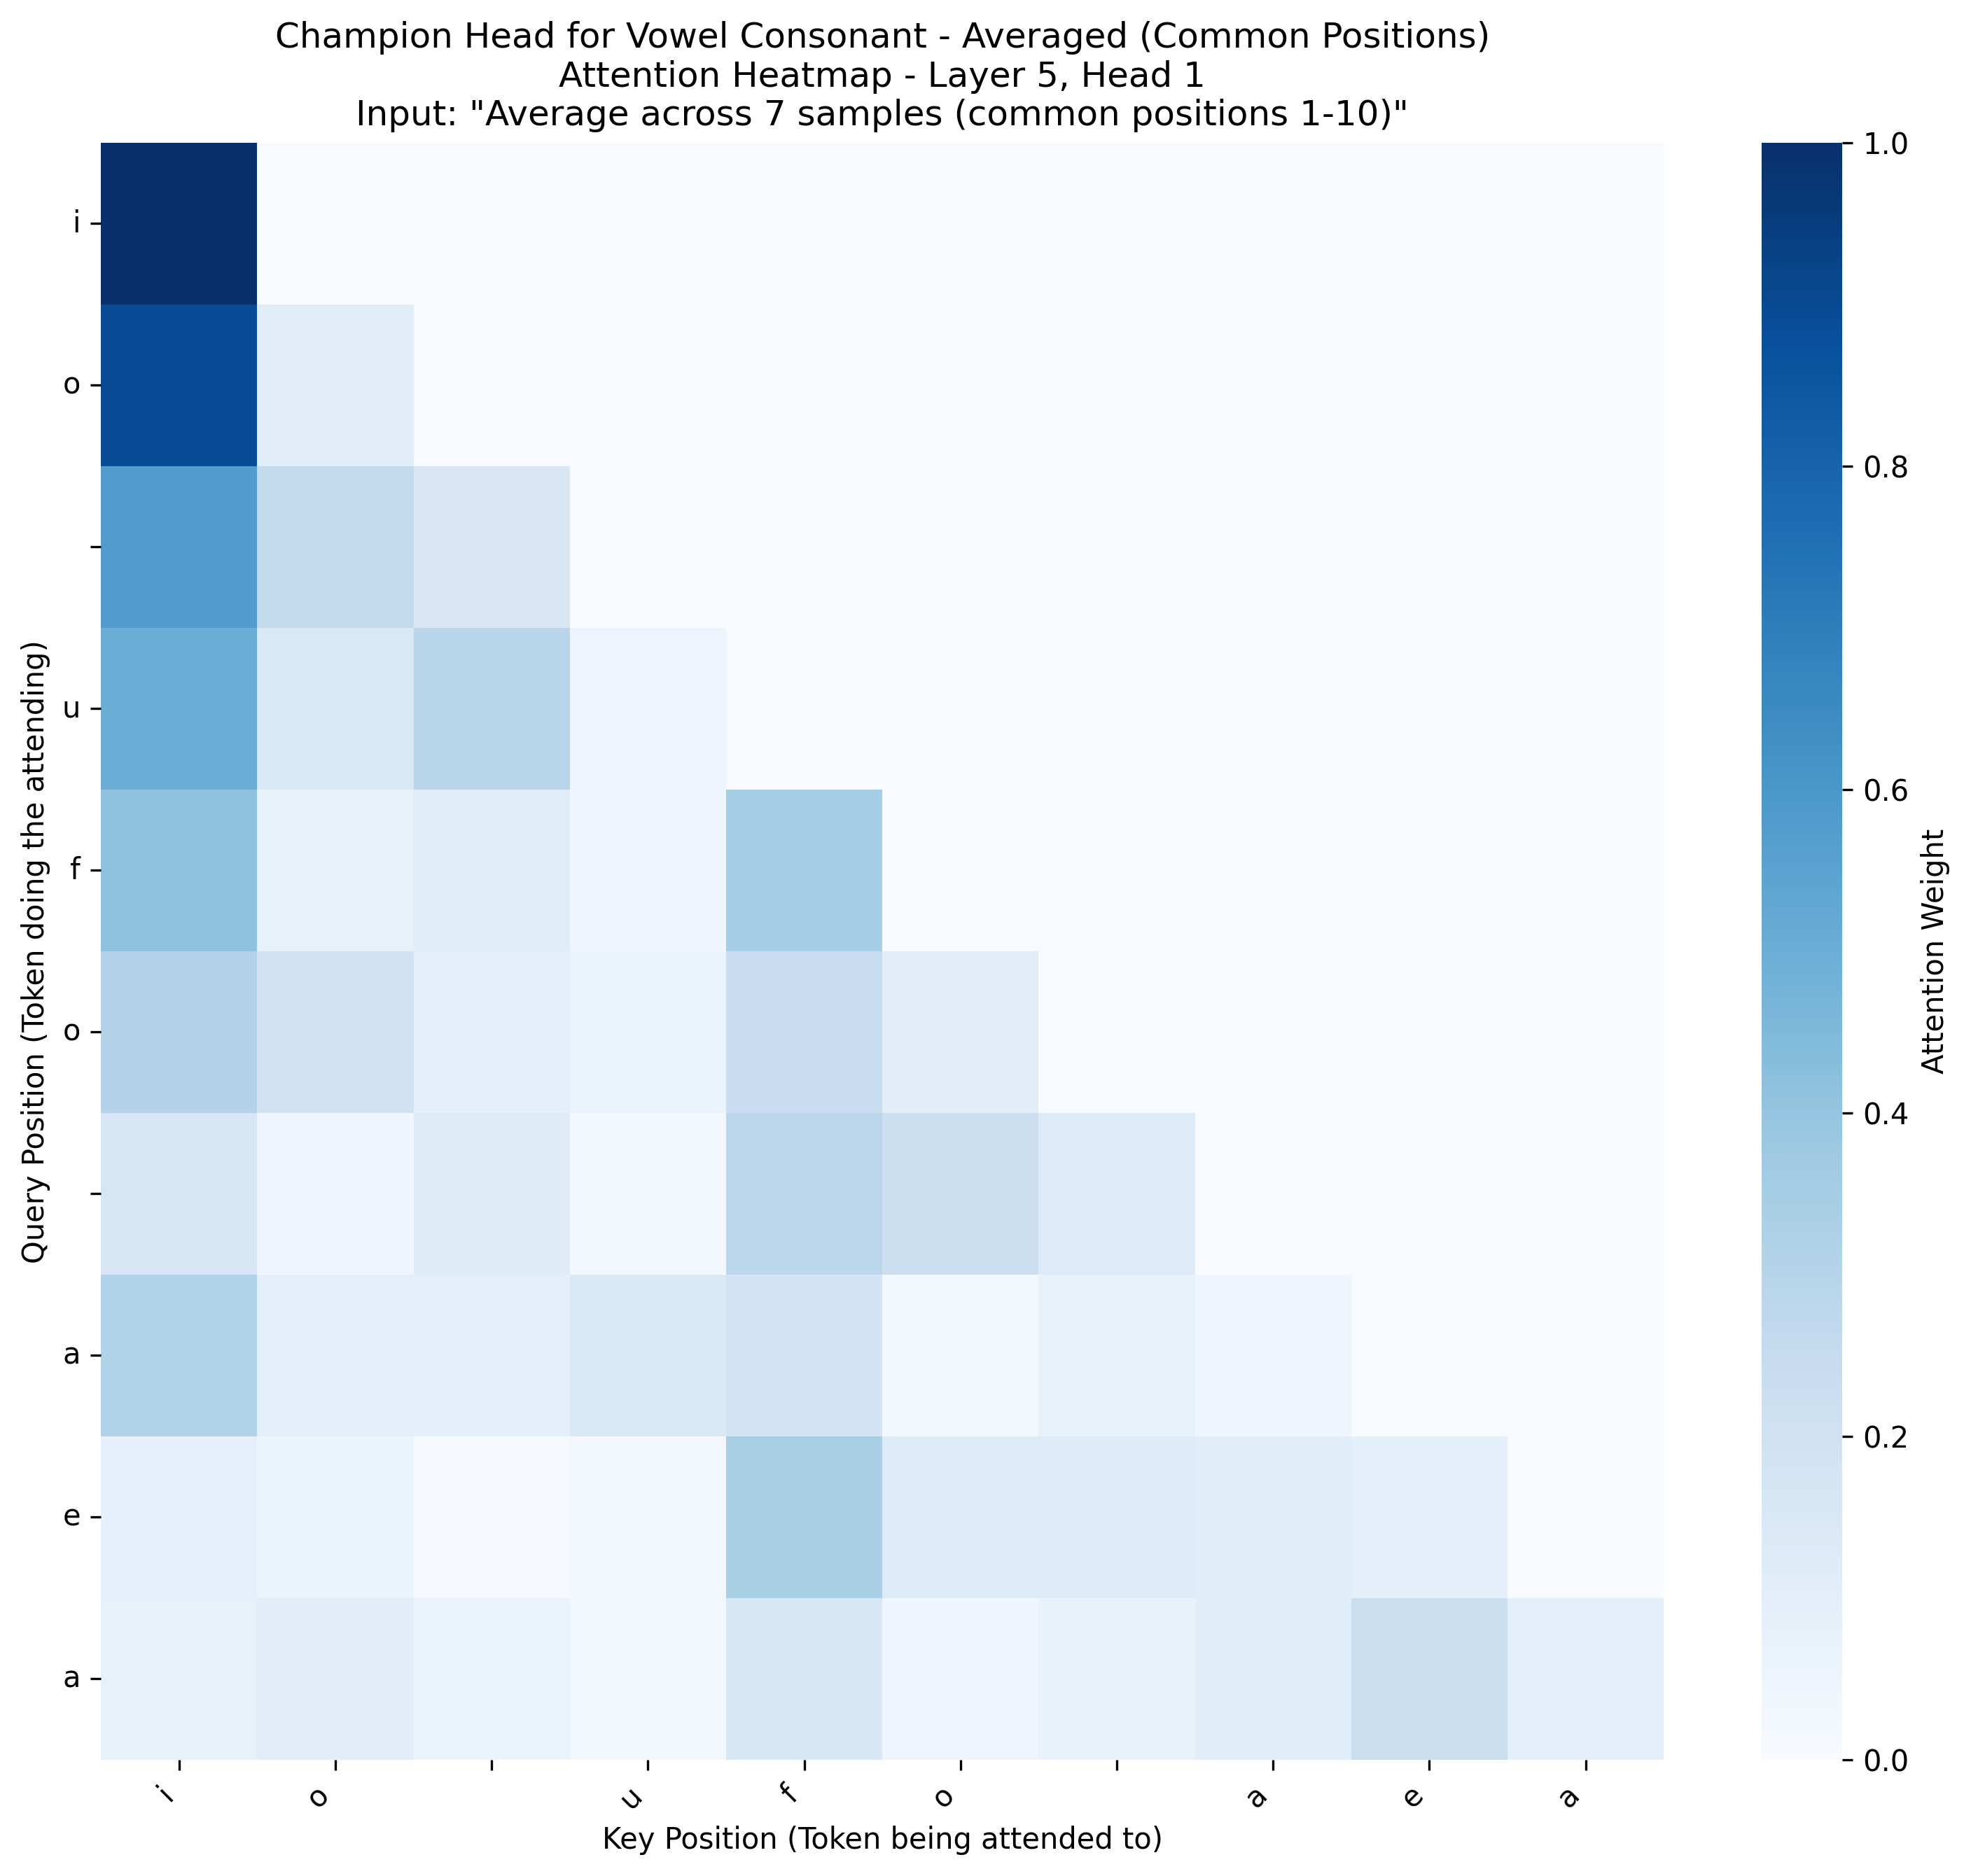 Champion Head for Vowel Consonant - Averaged (Common Positions)
Attention Heatmap - Layer 5, Head 1
Input: "Average across 7 samples (common positions 1-10)"
Query Position (Token doing the attending)
i
o
u
f
o
a
e
a
i
o
u
f
o
a
e
a
Key Position (Token being attended to)
1.0
0.8
0.6
0.4
0.2
0.0
Attention Weight